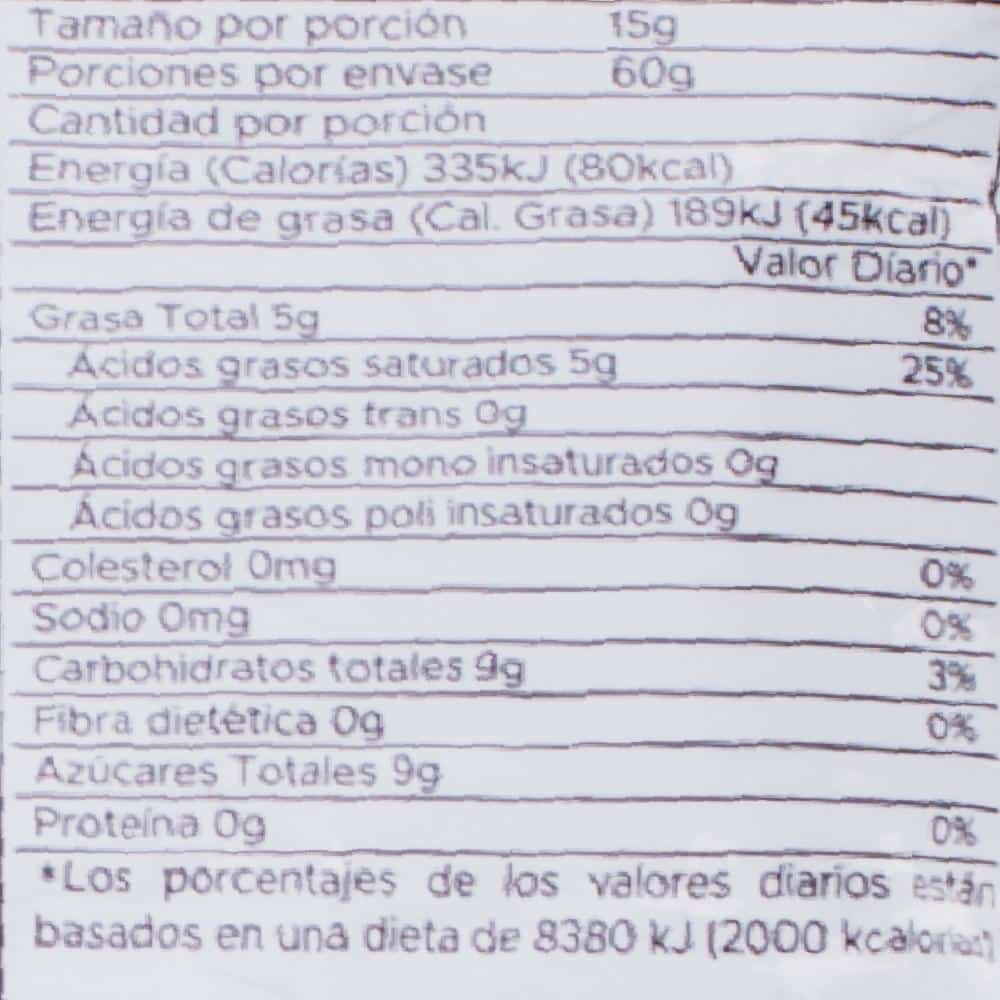 Tamaño por porción 15g
Porciones por envase 60g
Cantidad por porción
Energía (Calorías) 335kJ (80kcal)
Energía de grasa (Cal. Grasa) 189kJ (45kcal)
Valor Diario*
Grasa Total 5g 8%
Ácidos grasos saturados 5g 25%
Ácidos grasos trans 0g
Ácidos grasos mono insaturados 0g
Ácidos grasos poli insaturados 0g
Colesterol 0mg 0%
Sodio 0mg 0%
Carbohidratos totales 9g 3%
Fibra dietética 0g 0%
Azúcares Totales 9g
Proteína 0g 0%
*Los porcentajes de los valores diarios están
basados en una dieta de 8380 kJ (2000 kcalorías)